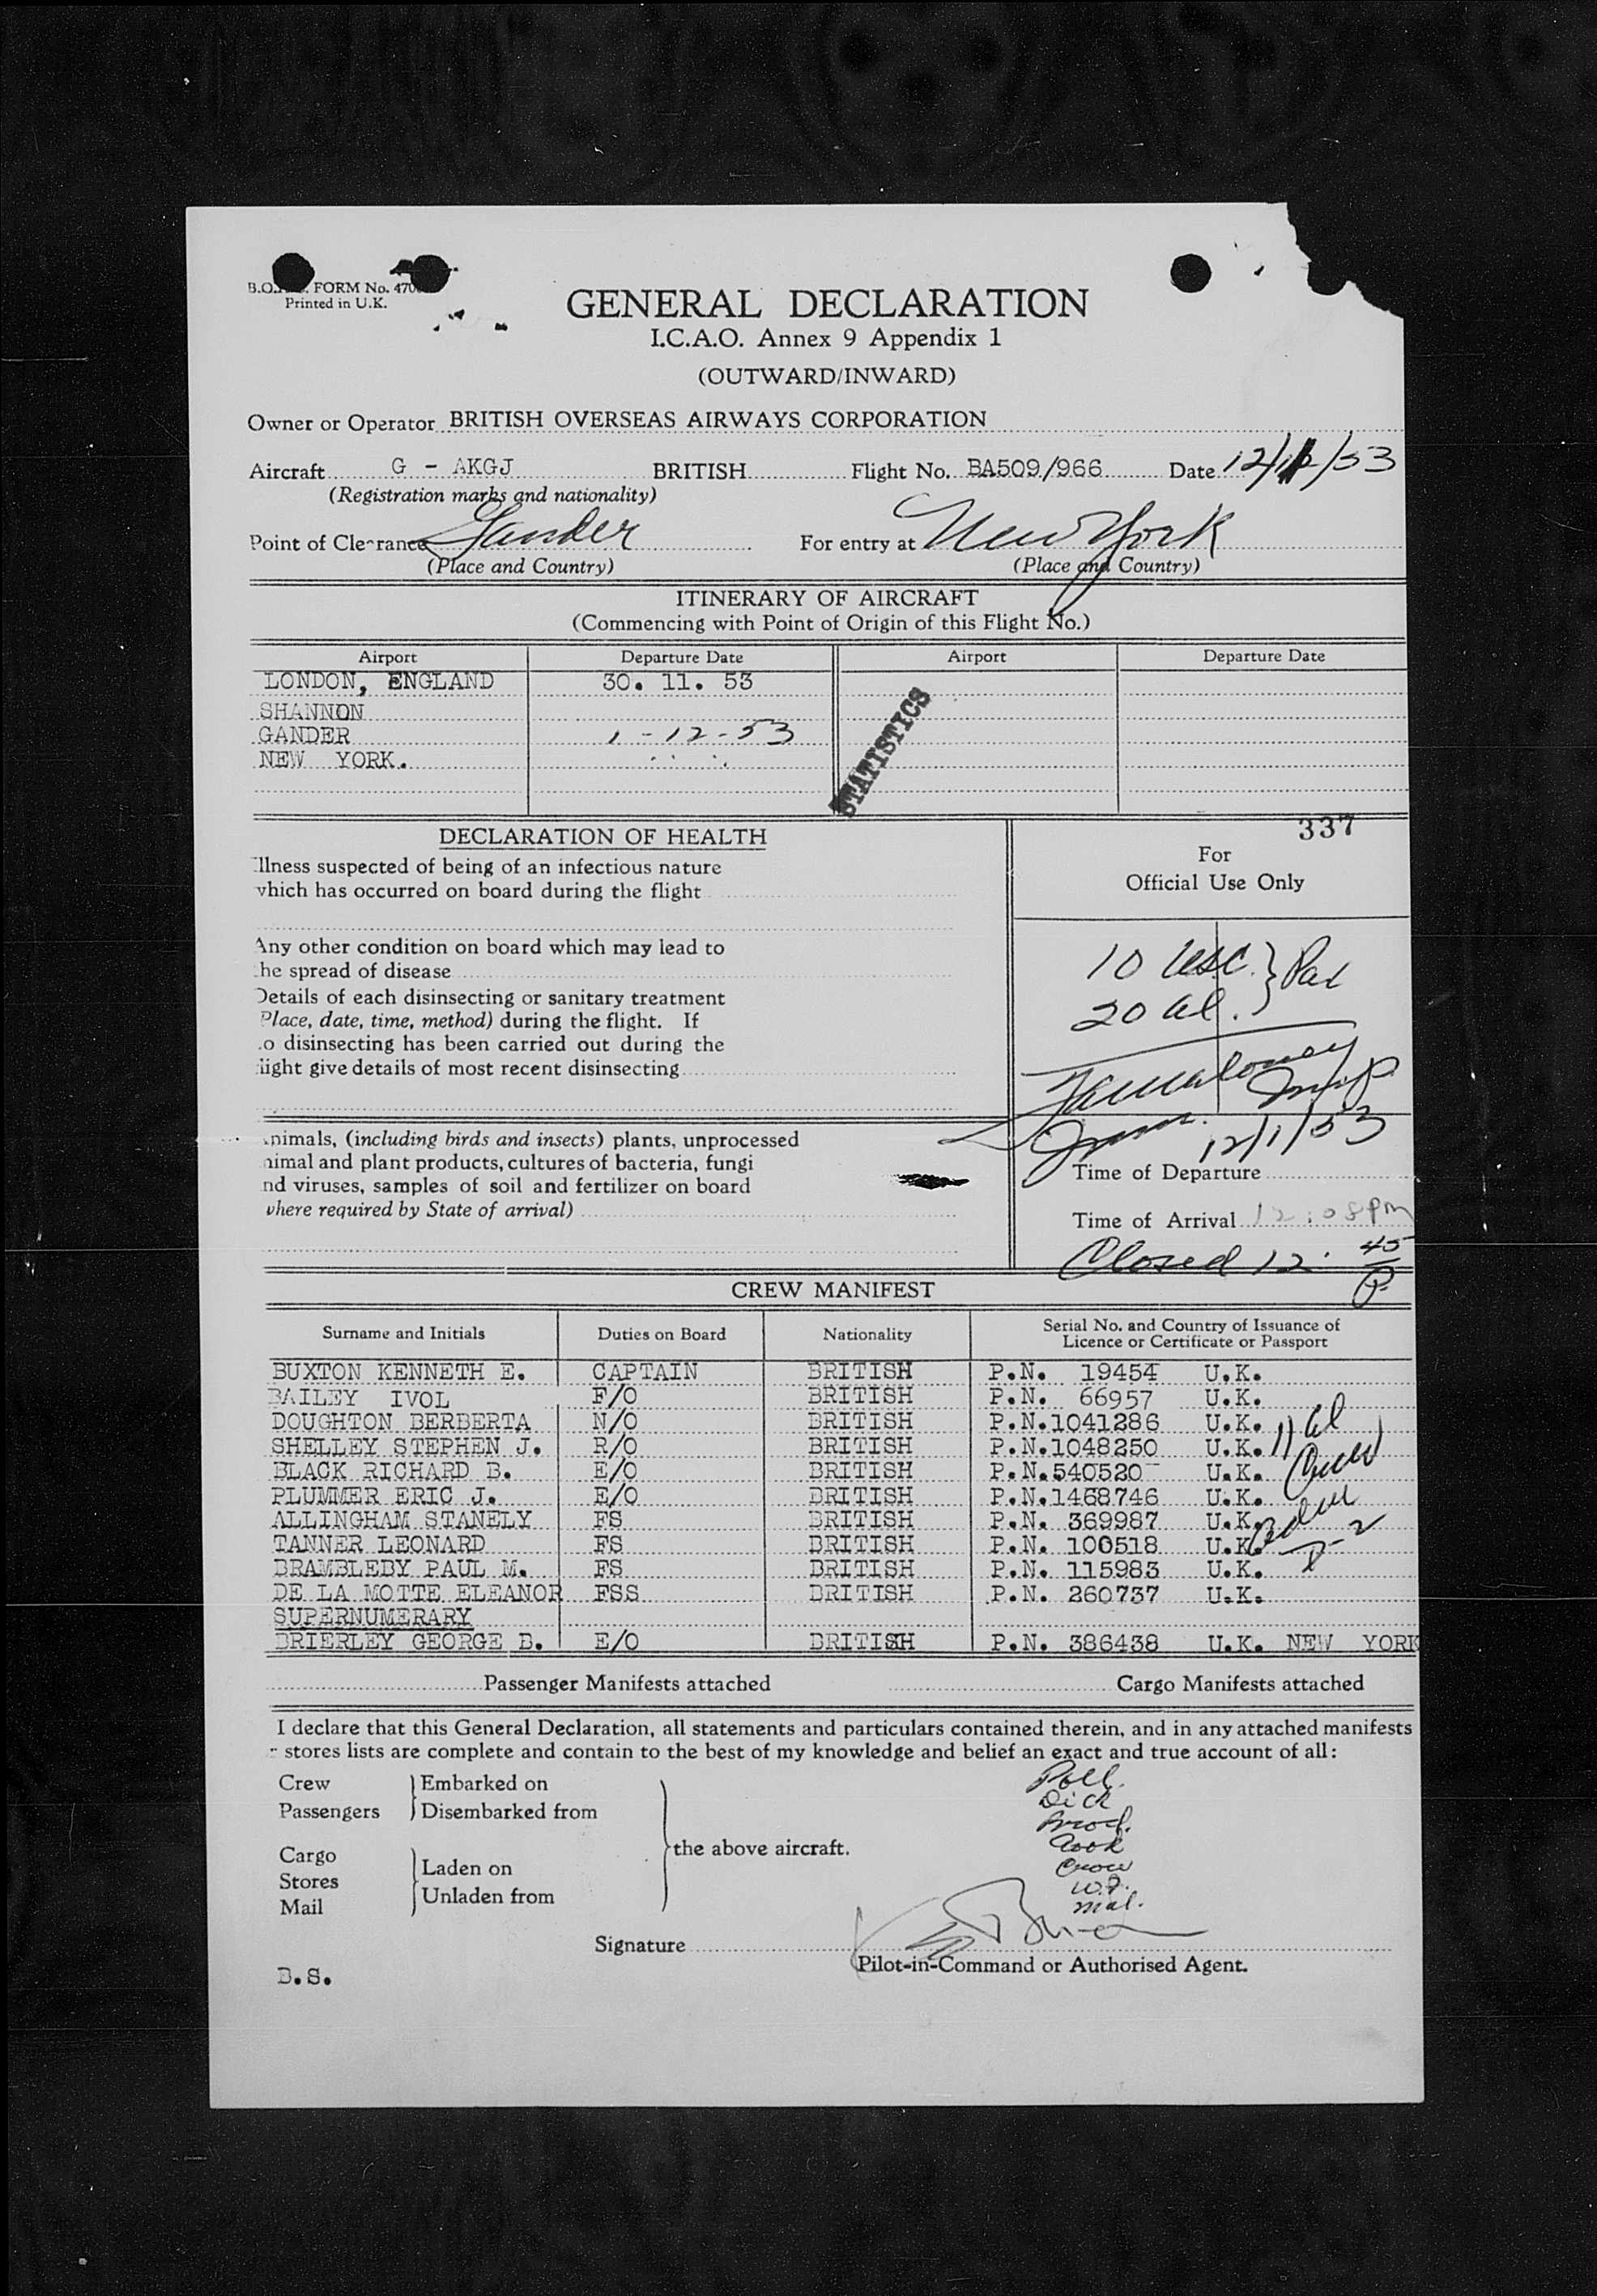 FORM No. 470
Printed in U.K.
GENERAL DECLARATION
I.C.A.O. Annex 9 Appendix 1
(OUTWARD/INWARD)
Owner or Operator BRITISH OVERSEAS AIRWAYS CORPORATION
Aircraft G - AKGJ BRITISH Flight No. BA509/966 Date 12/1/53
(Registration marks and nationality)
Point of Clearance Gander For entry at New York
(Place and Country) (Place and Country)
ITINERARY OF AIRCRAFT
(Commencing with Point of Origin of this Flight No.)
Airport Departure Date Airport Departure Date
LONDON, ENGLAND 30. 11. 53
SHANNON
GANDER 1-12-53
NEW YORK.
STATISTICS
337
DECLARATION OF HEALTH
For
Official Use Only
Illness suspected of being of an infectious nature
which has occurred on board during the flight
Any other condition on board which may lead to
the spread of disease
Details of each disinsecting or sanitary treatment
Place, date, time, method) during the flight. If
no disinsecting has been carried out during the
flight give details of most recent disinsecting
10 usc. } Pax
20 al.
12/1/53
Animals, (including birds and insects) plants, unprocessed
animal and plant products, cultures of bacteria, fungi
and viruses, samples of soil and fertilizer on board
where required by State of arrival)
Time of Departure
Time of Arrival 12:08 pm
Closed 12:45 P
CREW MANIFEST
Surname and Initials Duties on Board Nationality Serial No. and Country of Issuance of
Licence or Certificate or Passport
BUXTON KENNETH E. CAPTAIN BRITISH P.N. 19454 U.K.
BAILEY IVOL F/O BRITISH P.N. 66957 U.K.
DOUGHTON BERBERTA N/O BRITISH P.N.1041286 U.K.
SHELLEY STEPHEN J. R/O BRITISH P.N.1048250 U.K. 11 al
BLACK RICHARD B. E/O BRITISH P.N.540520 U.K. Crew
PLUMMER ERIC J. E/O BRITISH P.N.1468746 U.K.
ALLINGHAM STANELY FS BRITISH P.N. 369987 U.K.
TANNER LEONARD FS BRITISH P.N. 100518 U.K.
BRAMBLEBY PAUL M. FS BRITISH P.N. 115983 U.K.
DE LA MOTTE ELEANOR FSS BRITISH P.N. 260737 U.K.
SUPERNUMERARY
BRIERLEY GEORGE B. E/O BRITISH P.N. 386438 U.K. NEW YORK
Passenger Manifests attached Cargo Manifests attached
I declare that this General Declaration, all statements and particulars contained therein, and in any attached manifests
stores lists are complete and contain to the best of my knowledge and belief an exact and true account of all:
Crew Embarked on
Passengers Disembarked from
the above aircraft.
Cargo
Stores Laden on
Mail Unladen from
Dick
Cook
Crow
W.P.
Mal.
Signature
Pilot-in-Command or Authorised Agent.
B.S.